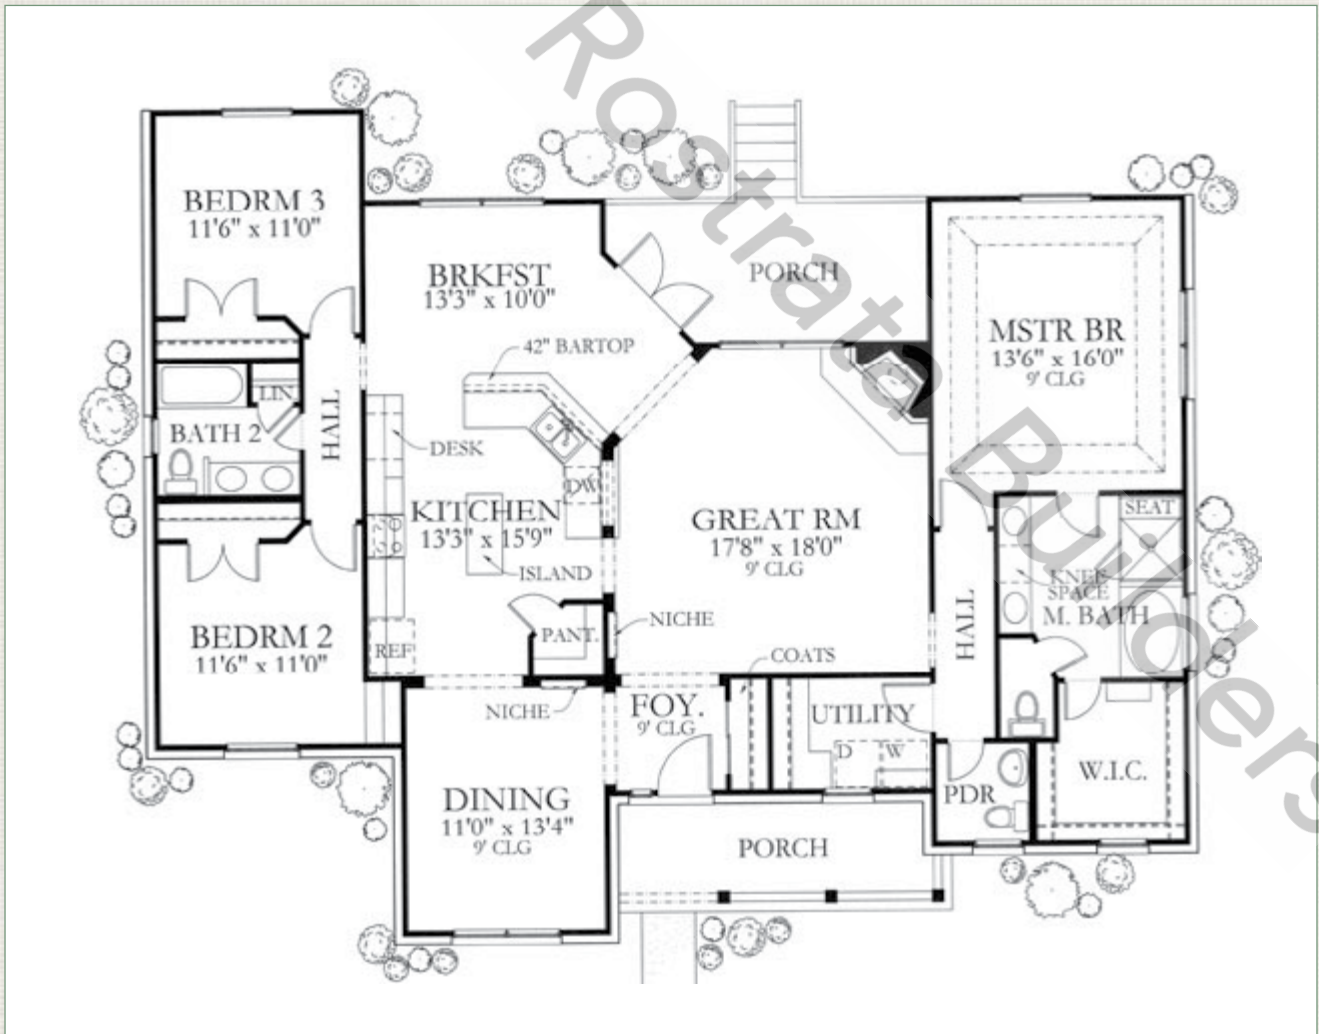 Rostrata Builders
BEDRM 3
11'6" x 11'0"
BRKFST
13'3" x 10'0"
PORCH
MSTR BR
13'6" x 16'0"
9' CLG
42" BARTOP
LIN.
BATH 2
HALL
DESK
DW
KITCHEN
13'3" x 15'9"
ISLAND
GREAT RM
17'8" x 18'0"
9' CLG
SEAT
KNEE
SPACE
M. BATH
HALL
BEDRM 2
11'6" x 11'0"
REF
PANT.
NICHE
COATS
NICHE
FOY.
9' CLG
UTILITY
D
W
W.I.C.
PDR
DINING
11'0" x 13'4"
9' CLG
PORCH